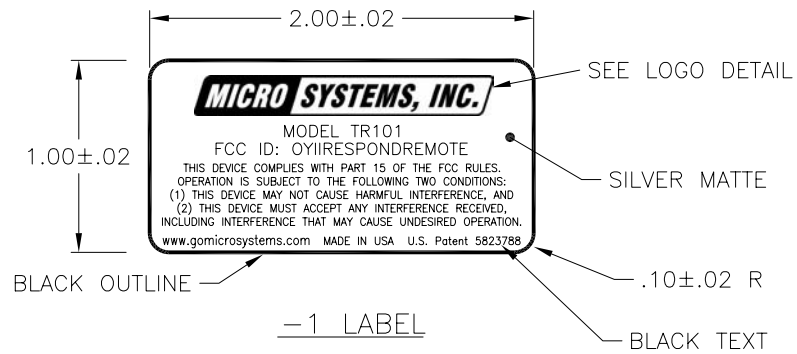 2.00±.02
SEE LOGO DETAIL
MICRO SYSTEMS, INC.
MODEL TR101
FCC ID: OYIIRESPONDREMOTE
1.00±.02
THIS DEVICE COMPLIES WITH PART 15 OF THE FCC RULES.
OPERATION IS SUBJECT TO THE FOLLOWING TWO CONDITIONS:
(1) THIS DEVICE MAY NOT CAUSE HARMFUL INTERFERENCE, AND
(2) THIS DEVICE MUST ACCEPT ANY INTERFERENCE RECEIVED,
INCLUDING INTERFERENCE THAT MAY CAUSE UNDESIRED OPERATION.
SILVER MATTE
www.gomicrosystems.com MADE IN USA U.S. Patent 5823788
BLACK OUTLINE
.10±.02 R
-1 LABEL
BLACK TEXT